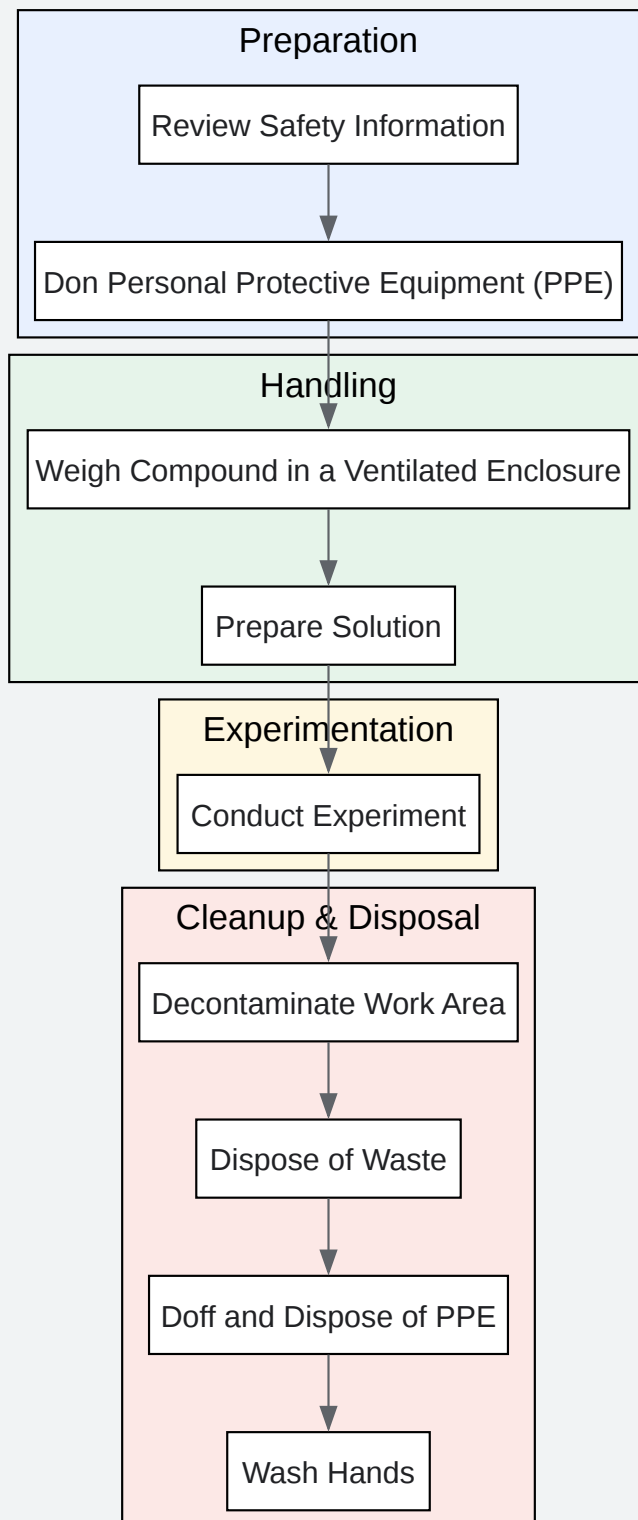 Preparation
Review Safety Information
Don Personal Protective Equipment (PPE)
Handling
Weigh Compound in a Ventilated Enclosure
Prepare Solution
Experimentation
Conduct Experiment
Cleanup & Disposal
Decontaminate Work Area
Dispose of Waste
Doff and Dispose of PPE
Wash Hands